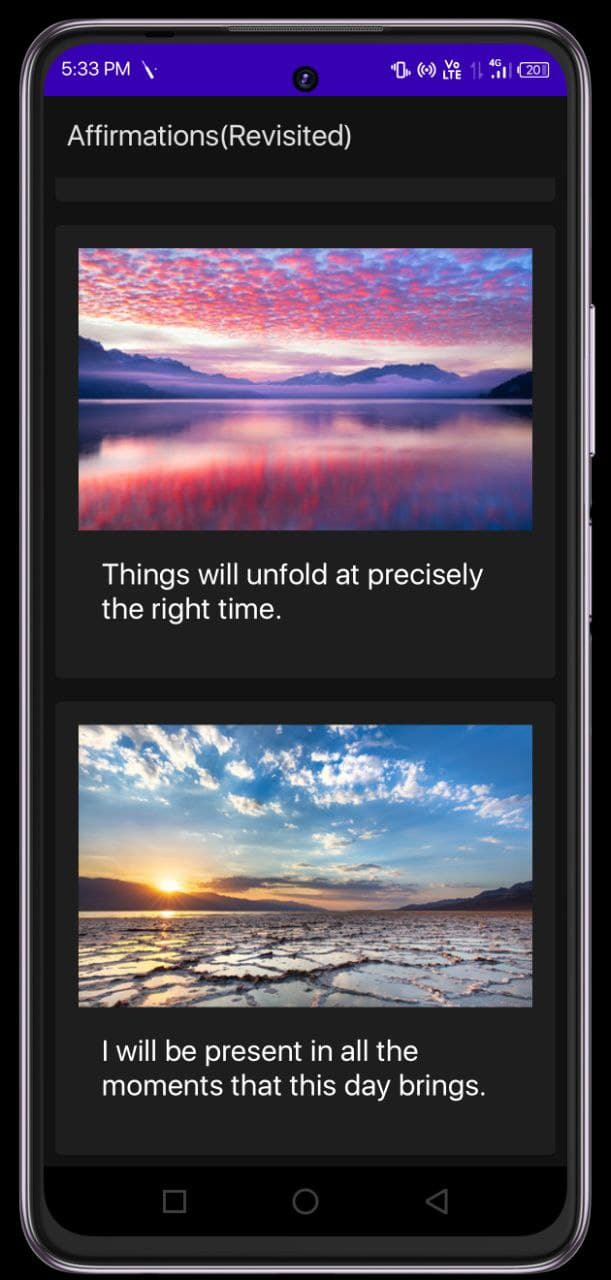 5:33 PM
Vo
LTE
4G
20
Affirmations(Revisited)
Things will unfold at precisely
the right time.
I will be present in all the
moments that this day brings.